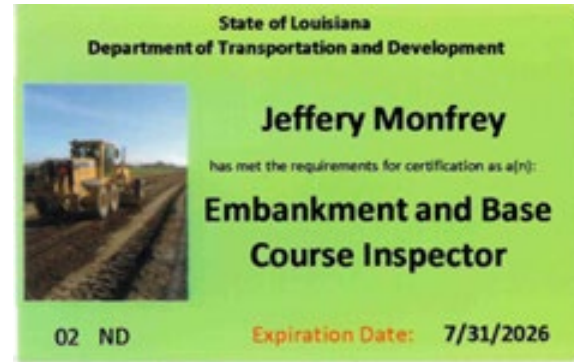 State of Louisiana
Department of Transportation and Development
Jeffery Monfrey
has met the requirements for certification as a(n):
Embankment and Base
Course Inspector
02 ND
Expiration Date: 7/31/2026